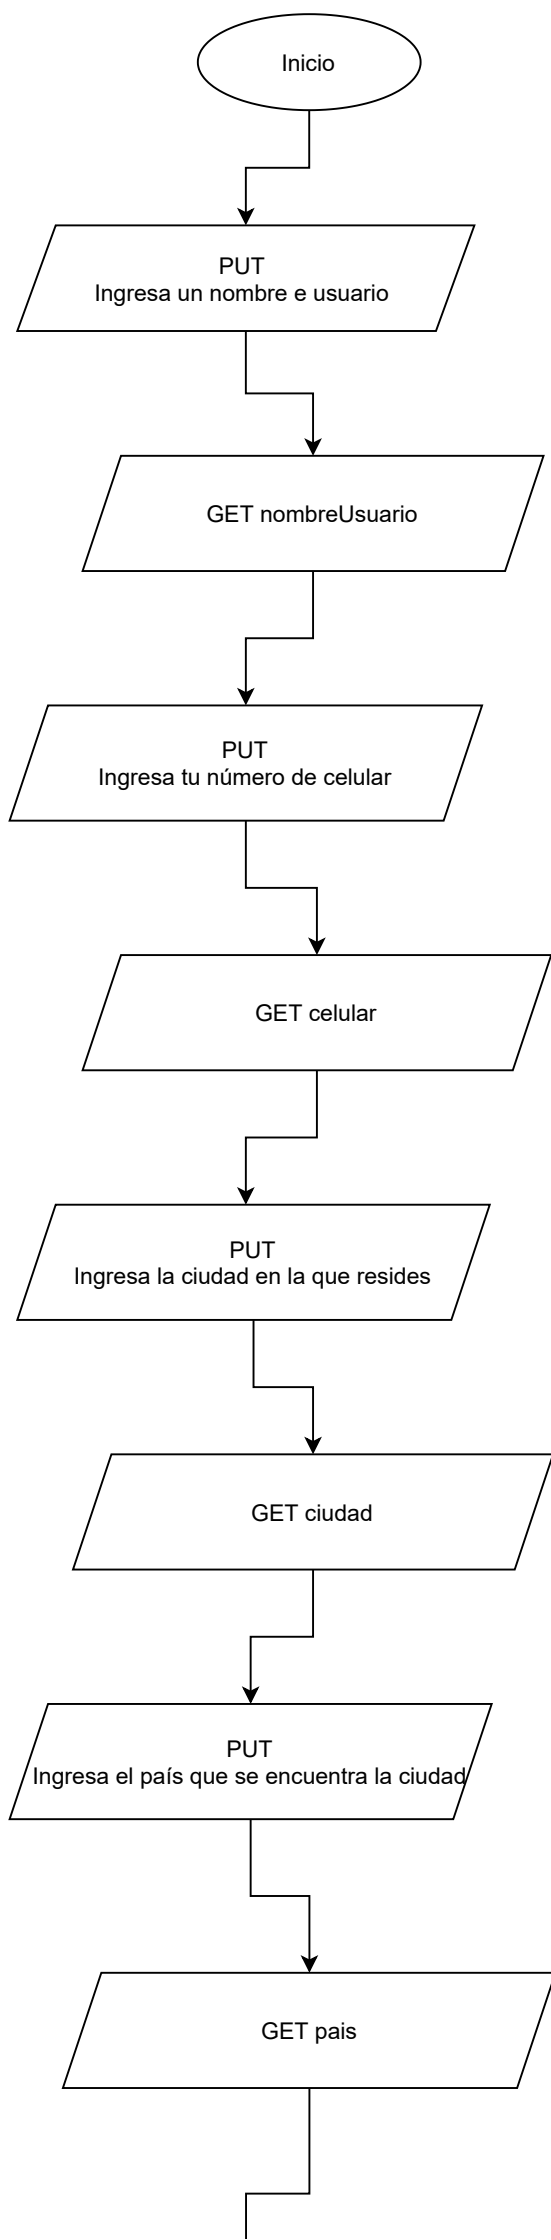 Inicio
PUT
Ingresa un nombre e usuario
GET nombreUsuario
PUT
Ingresa tu número de celular
GET celular
PUT
Ingresa la ciudad en la que resides
GET ciudad
PUT
Ingresa el país que se encuentra la ciudad
GET pais